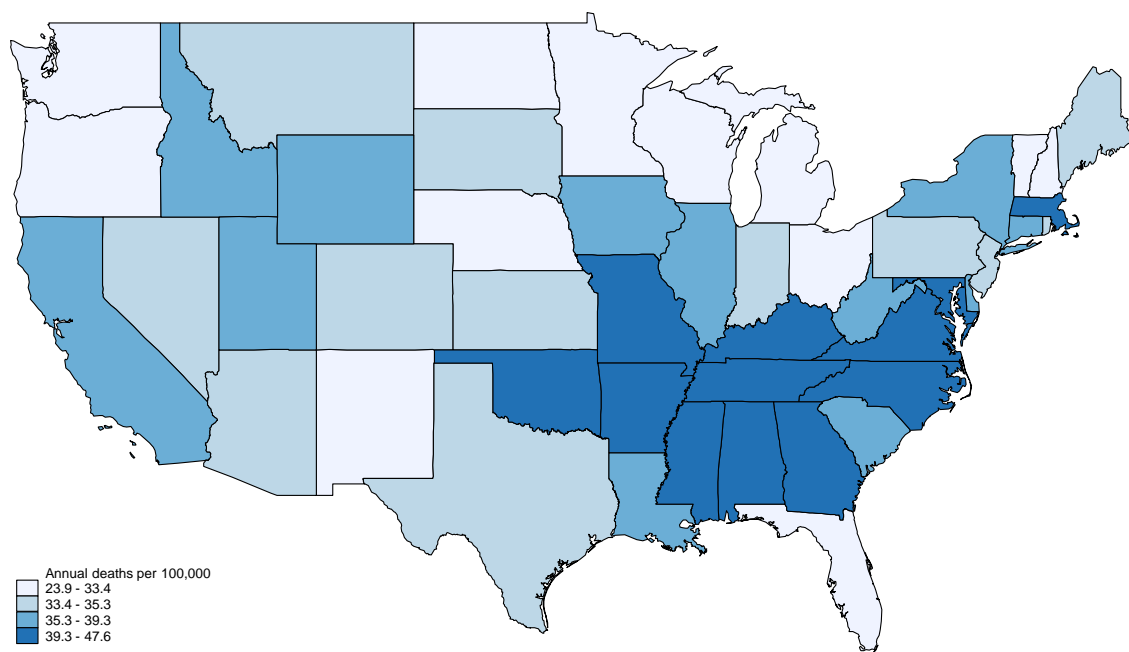 Annual deaths per 100,000
23.9 - 33.4
33.4 - 35.3
35.3 - 39.3
39.3 - 47.6